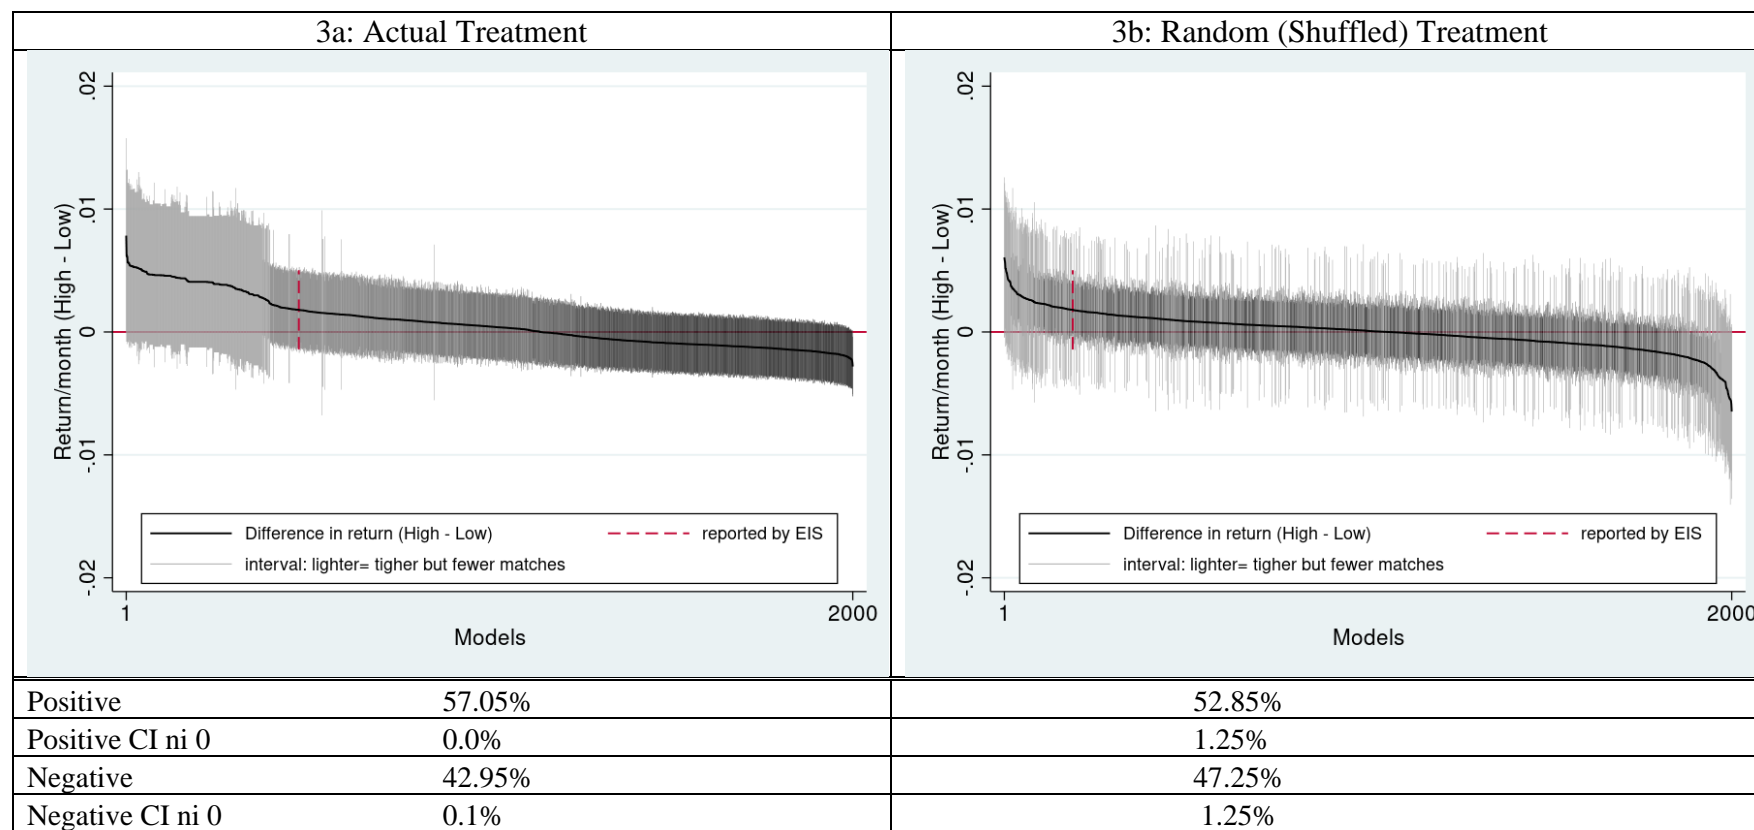 3a: Actual Treatment
3b: Random (Shuffled) Treatment
Return/month (High - Low)
.02
.01
0
-.01
-.02
Difference in return (High - Low)
reported by EIS
interval: lighter= tigher but fewer matches
1
2000
Models
Return/month (High - Low)
.02
.01
0
-.01
-.02
Difference in return (High - Low)
reported by EIS
interval: lighter= tigher but fewer matches
1
2000
Models
Positive 57.05% 52.85%
Positive CI ni 0 0.0% 1.25%
Negative 42.95% 47.25%
Negative CI ni 0 0.1% 1.25%